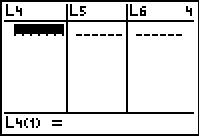 L4 L5 L6 4
------ ------
L4(1) =